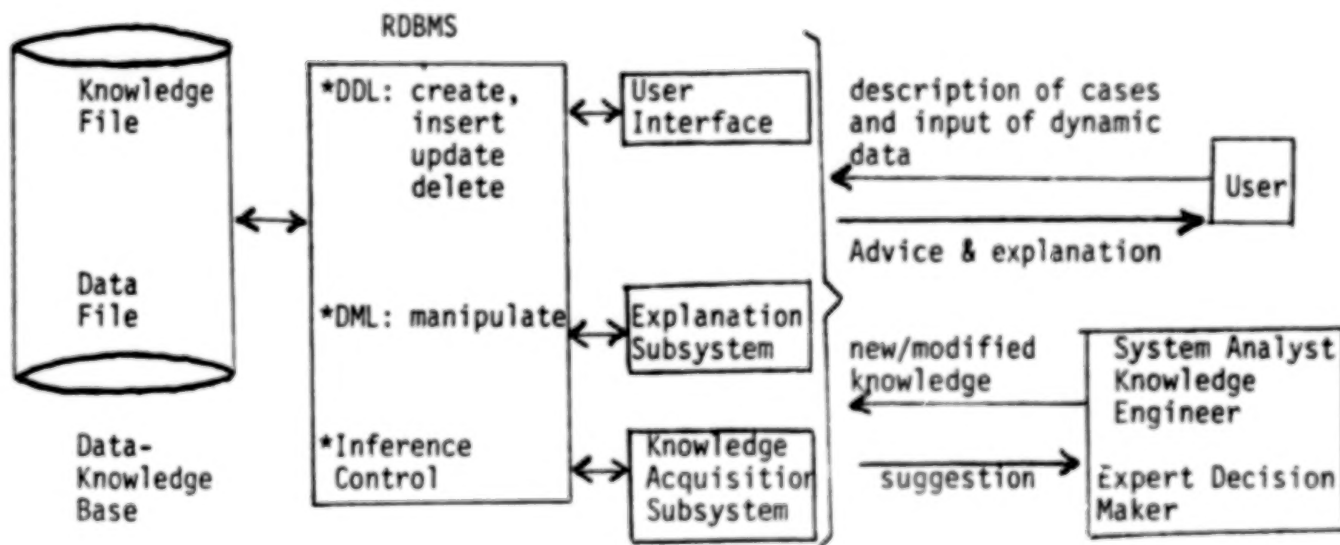 RDBMS
Knowledge
File
Data
File
Data-
Knowledge
Base
*DDL: create,
insert
update
delete
*DML: manipulate
*Inference
Control
User
Interface
Explanation
Subsystem
Knowledge
Acquisition
Subsystem
description of cases
and input of dynamic
data
User
Advice & explanation
new/modified
knowledge
suggestion
System Analyst
Knowledge
Engineer
Expert Decision
Maker